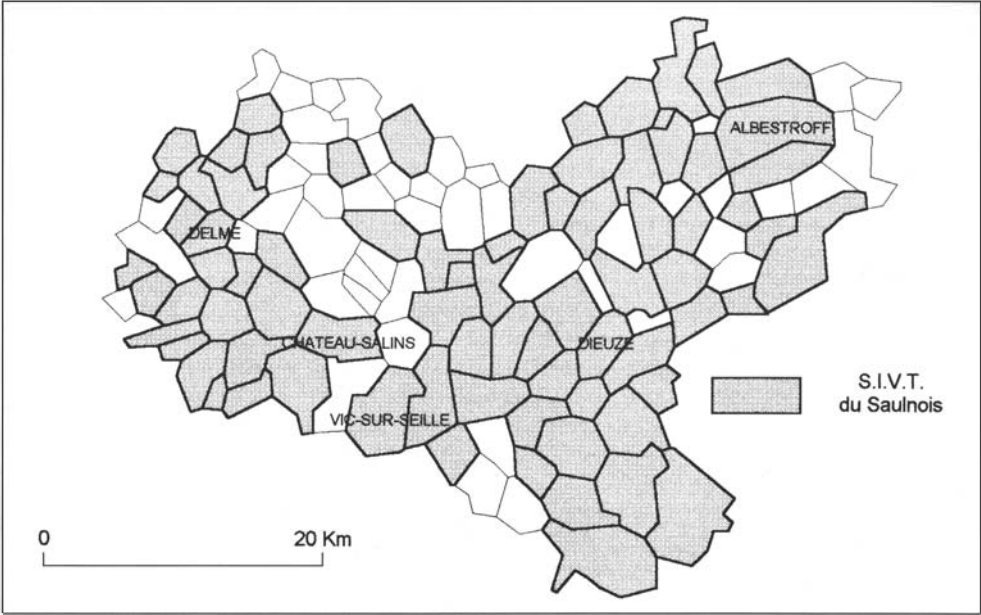 ALBESTROFF
DELME
CHATEAU-SALINS
DIEUZE
S.I.V.T.
du Saulnois
VIC-SUR-SEILLE
0 20 Km